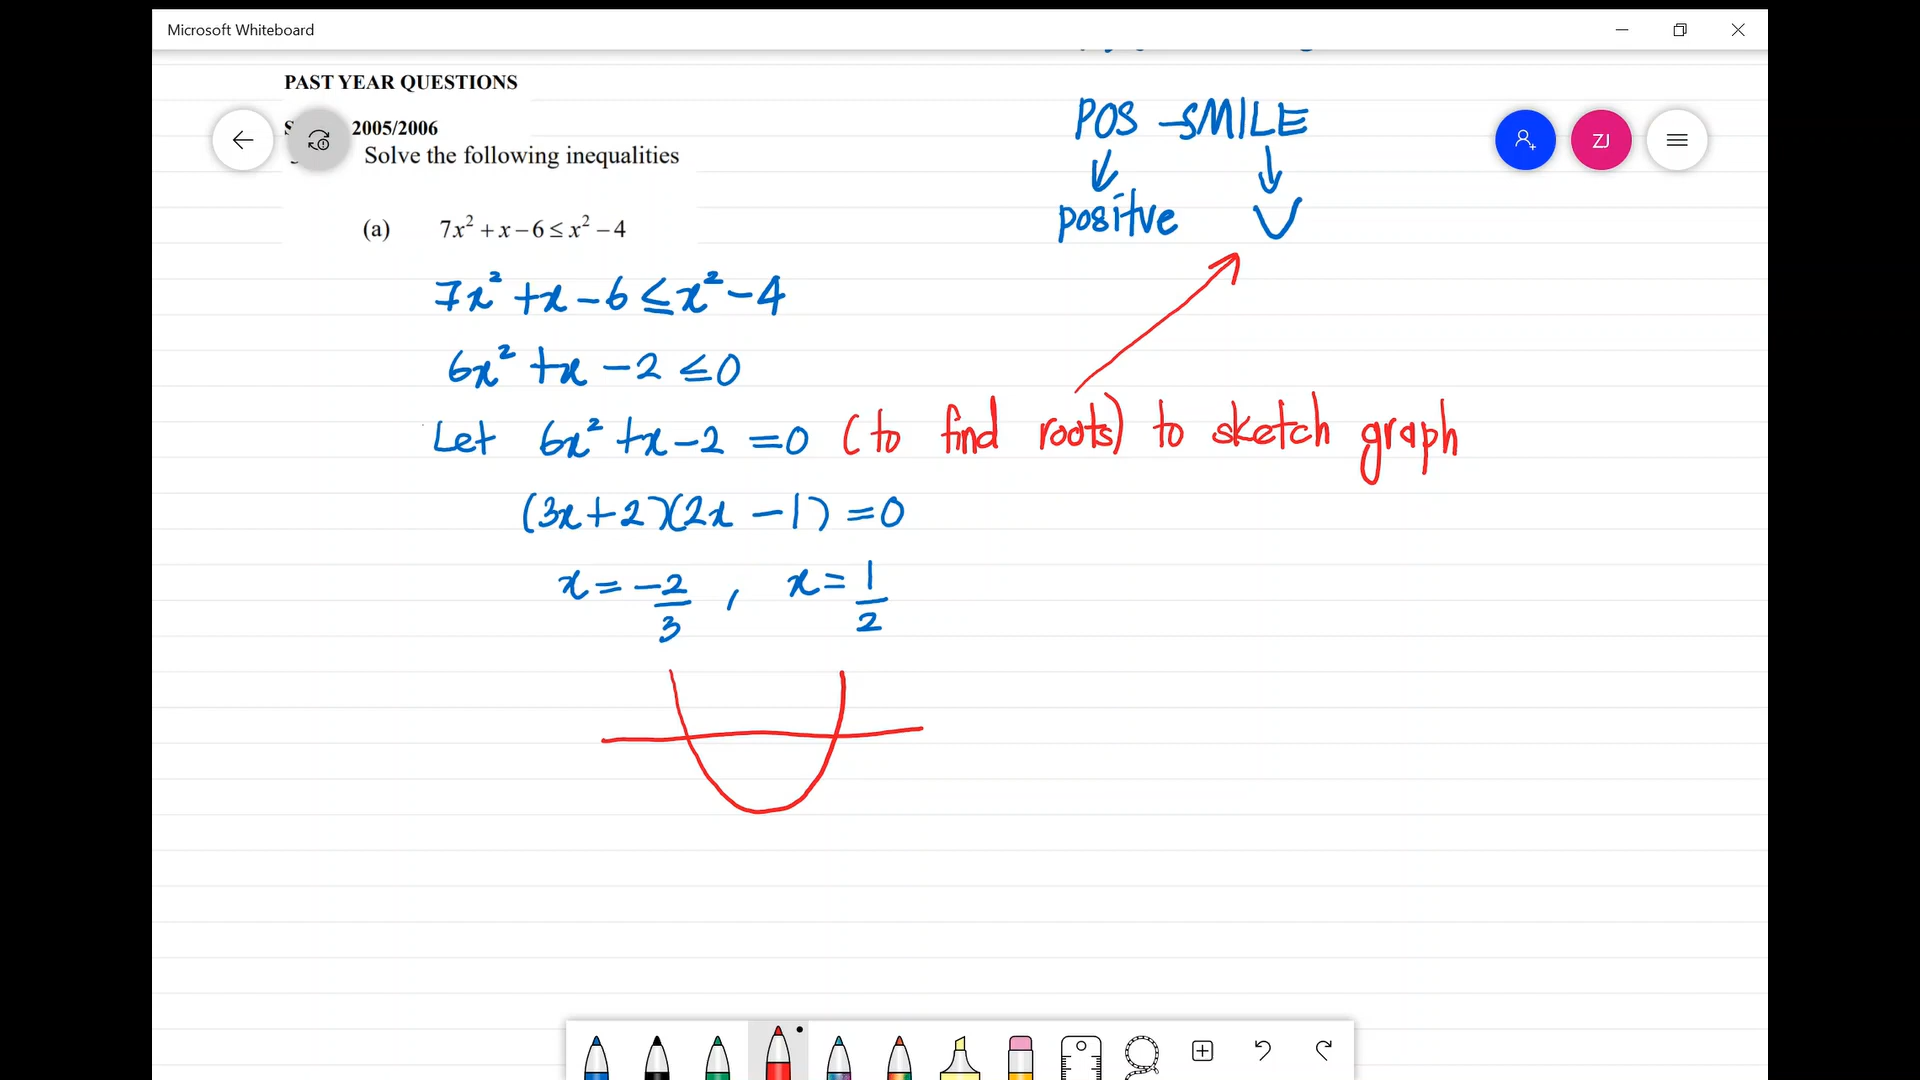 Microsoft Whiteboard
PAST YEAR QUESTIONS
2005/2006
Solve the following inequalities
(a) 7x² + x − 6 ≤ x² − 4
7x² + x − 6 ≤ x² − 4
6x² + x − 2 ≤ 0
Let 6x² + x − 2 = 0 (to find roots) to sketch graph
(3x + 2)(2x − 1) = 0
x = −2/3 , x = 1/2
POS → SMILE
positve
ZJ